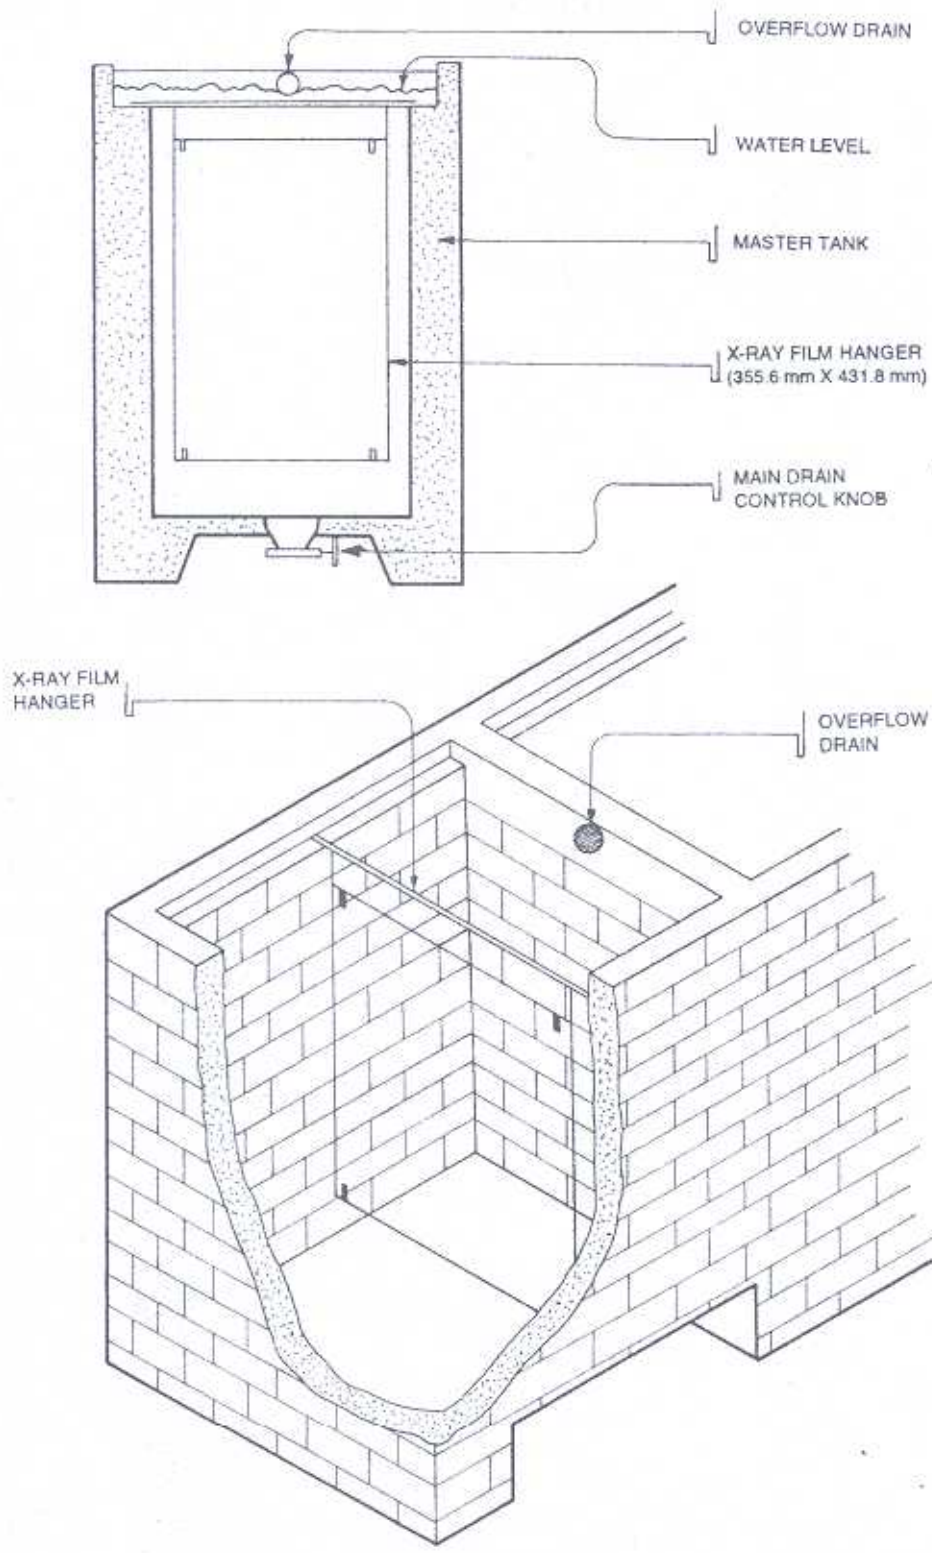 OVERFLOW DRAIN
WATER LEVEL
MASTER TANK
X-RAY FILM HANGER
(355.6 mm X 431.8 mm)
MAIN DRAIN
CONTROL KNOB
X-RAY FILM
HANGER
OVERFLOW
DRAIN